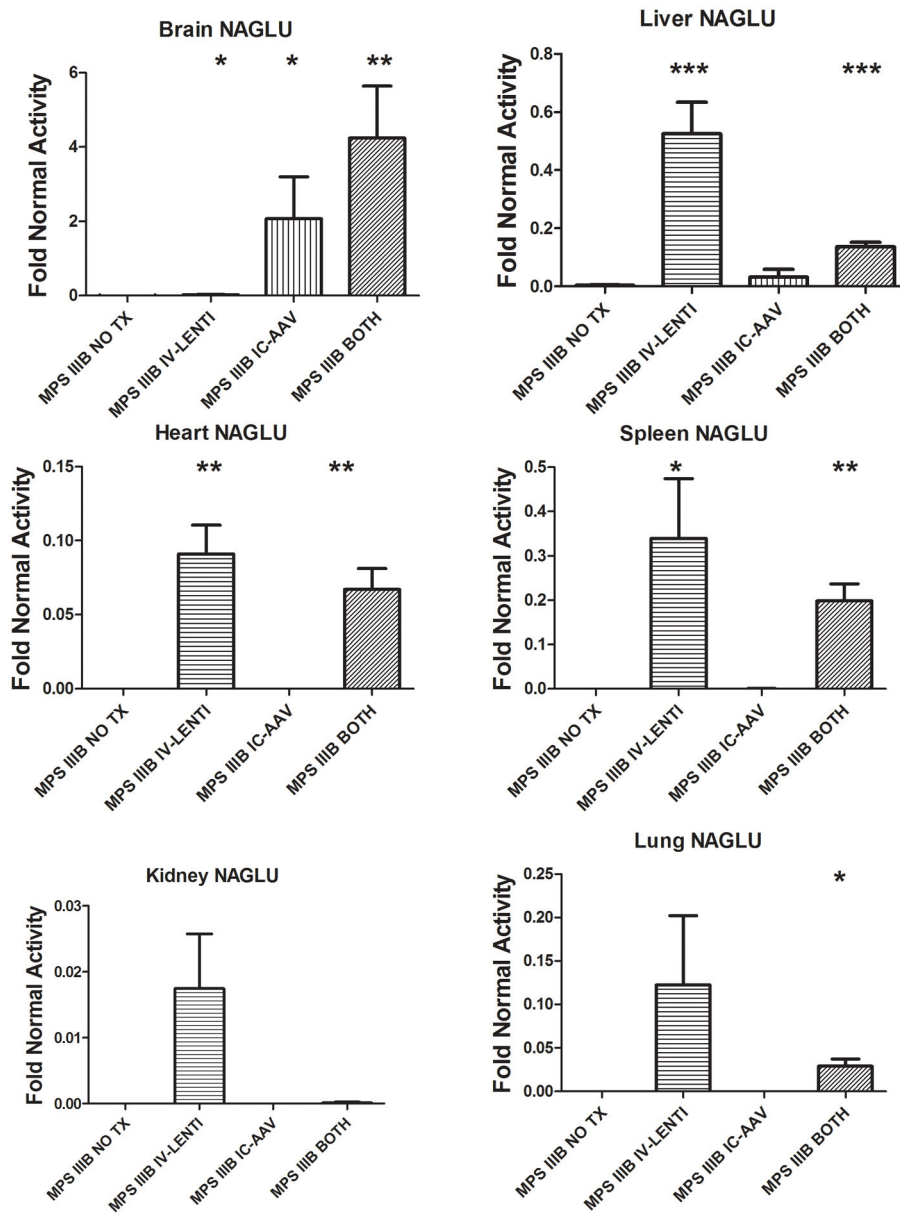 Brain NAGLU
* * **
Fold Normal Activity
6
4
2
0
MPS IIIB NO TX
MPS IIIB IV-LENTI
MPS IIIB IC-AAV
MPS IIIB BOTH
Liver NAGLU
*** ***
Fold Normal Activity
0.8
0.6
0.4
0.2
0.0
MPS IIIB NO TX
MPS IIIB IV-LENTI
MPS IIIB IC-AAV
MPS IIIB BOTH
Heart NAGLU
** **
Fold Normal Activity
0.15
0.10
0.05
0.00
MPS IIIB NO TX
MPS IIIB IV-LENTI
MPS IIIB IC-AAV
MPS IIIB BOTH
Spleen NAGLU
* **
Fold Normal Activity
0.5
0.4
0.3
0.2
0.1
0.0
MPS IIIB NO TX
MPS IIIB IV-LENTI
MPS IIIB IC-AAV
MPS IIIB BOTH
Kidney NAGLU
Fold Normal Activity
0.03
0.02
0.01
0.00
MPS IIIB NO TX
MPS IIIB IV-LENTI
MPS IIIB IC-AAV
MPS IIIB BOTH
Lung NAGLU
*
Fold Normal Activity
0.25
0.20
0.15
0.10
0.05
0.00
MPS IIIB NO TX
MPS IIIB IV-LENTI
MPS IIIB IC-AAV
MPS IIIB BOTH